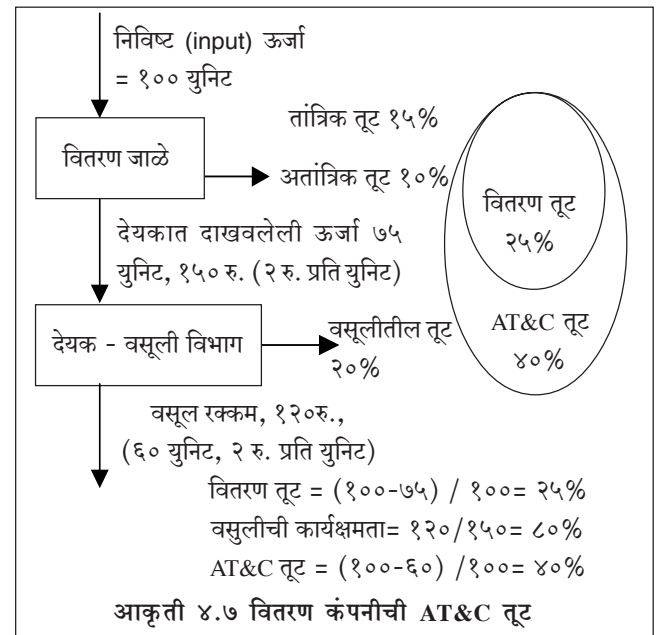 निविष्ट (input) ऊर्जा
= १०० युनिट
तांत्रिक तूट १५%
वितरण जाळे
अतांत्रिक तूट १०%
वितरण तूट
२५%
देयकात दाखवलेली ऊर्जा ७५
युनिट, १५० रु. (२ रु. प्रति युनिट)
AT&C तूट
४०%
देयक - वसूली विभाग
वसूलीतील तूट
२०%
वसूल रक्कम, १२०रु.,
(६० युनिट, २ रु. प्रति युनिट)
वितरण तूट = (१००-७५) / १००= २५%
वसुलीची कार्यक्षमता= १२०/१५०= ८०%
AT&C तूट = (१००-६०) /१००= ४०%
आकृती ४.७ वितरण कंपनीची AT&C तूट